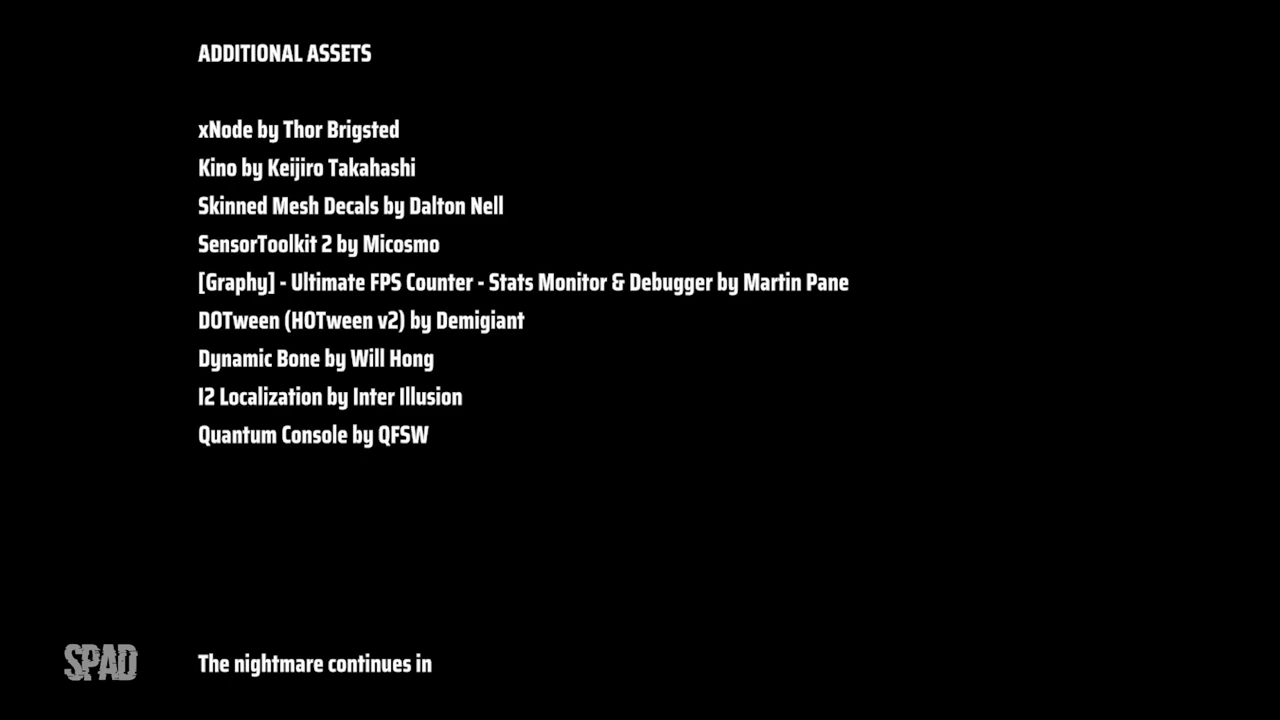 ADDITIONAL ASSETS
xNode by Thor Brigsted
Kino by Keijiro Takahashi
Skinned Mesh Decals by Dalton Nell
SensorToolkit 2 by Micosmo
[Graphy] - Ultimate FPS Counter - Stats Monitor & Debugger by Martin Pane
DOTween (HOTween v2) by Demigiant
Dynamic Bone by Will Hong
I2 Localization by Inter Illusion
Quantum Console by QFSW
SPAD
The nightmare continues in